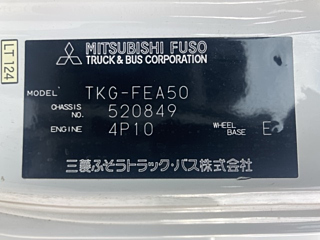 LT124
MITSUBISHI FUSO
TRUCK & BUS CORPORATION
MODEL TKG-FEA50
CHASSIS NO. 520849
ENGINE 4P10 WHEEL BASE E
三菱ふそうトラック・バス株式会社